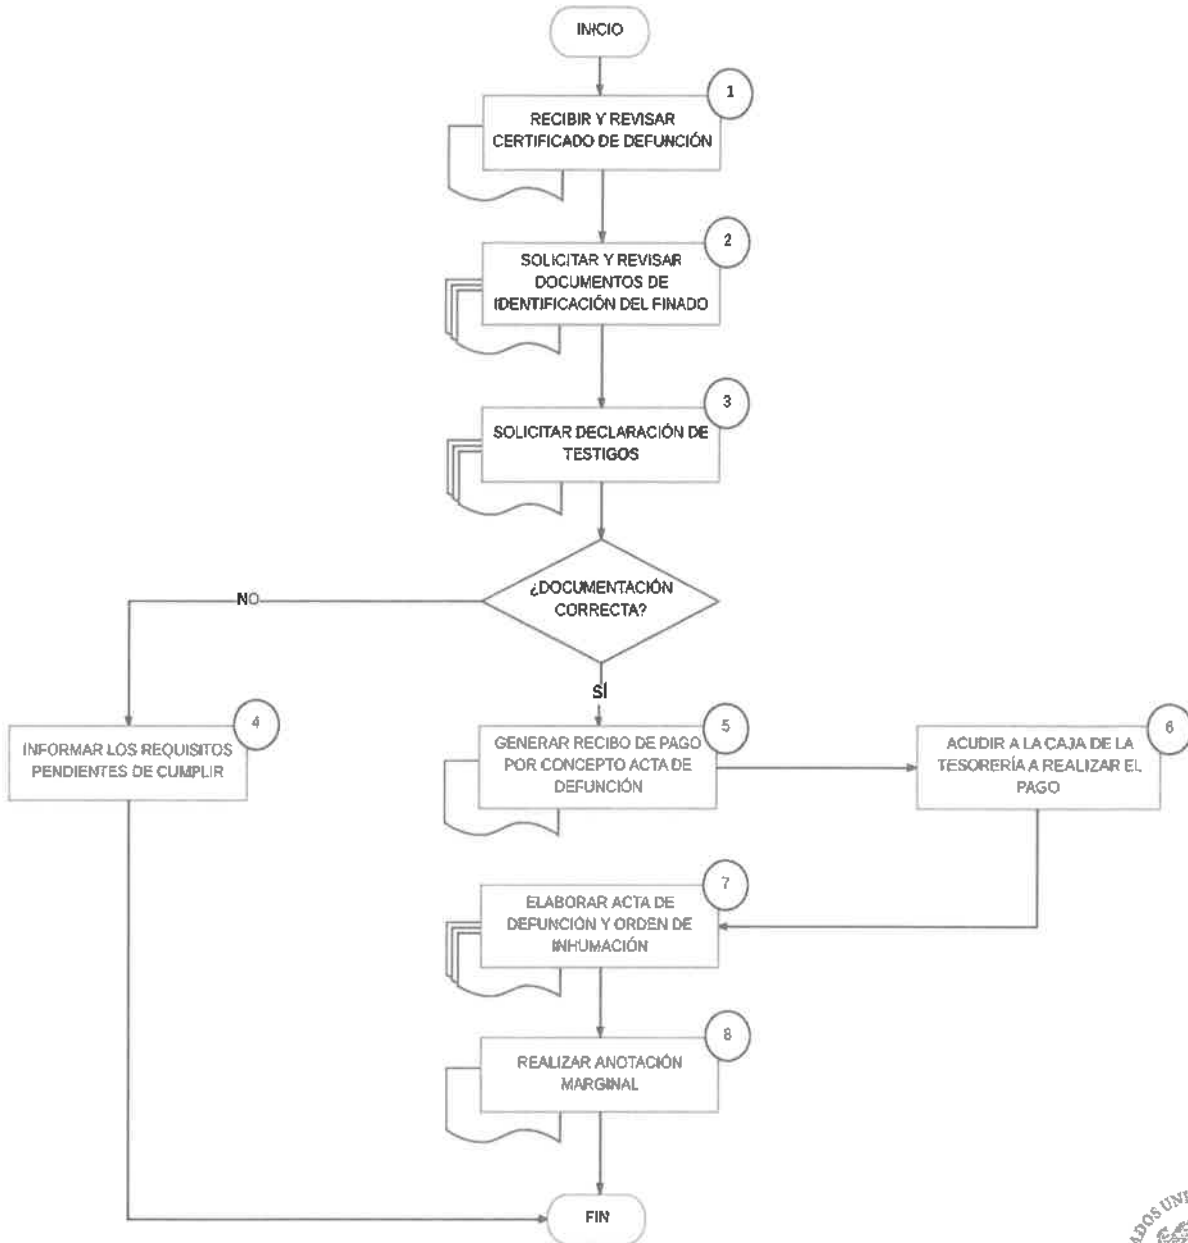 INICIO
1
RECIBIR Y REVISAR
CERTIFICADO DE DEFUNCIÓN
2
SOLICITAR Y REVISAR
DOCUMENTOS DE
IDENTIFICACIÓN DEL FINADO
3
SOLICITAR DECLARACIÓN DE
TESTIGOS
¿DOCUMENTACIÓN
CORRECTA?
NO
SÍ
4
INFORMAR LOS REQUISITOS
PENDIENTES DE CUMPLIR
5
GENERAR RECIBO DE PAGO
POR CONCEPTO ACTA DE
DEFUNCIÓN
6
ACUDIR A LA CAJA DE LA
TESORERÍA A REALIZAR EL
PAGO
7
ELABORAR ACTA DE
DEFUNCIÓN Y ORDEN DE
INHUMACIÓN
8
REALIZAR ANOTACIÓN
MARGINAL
FIN